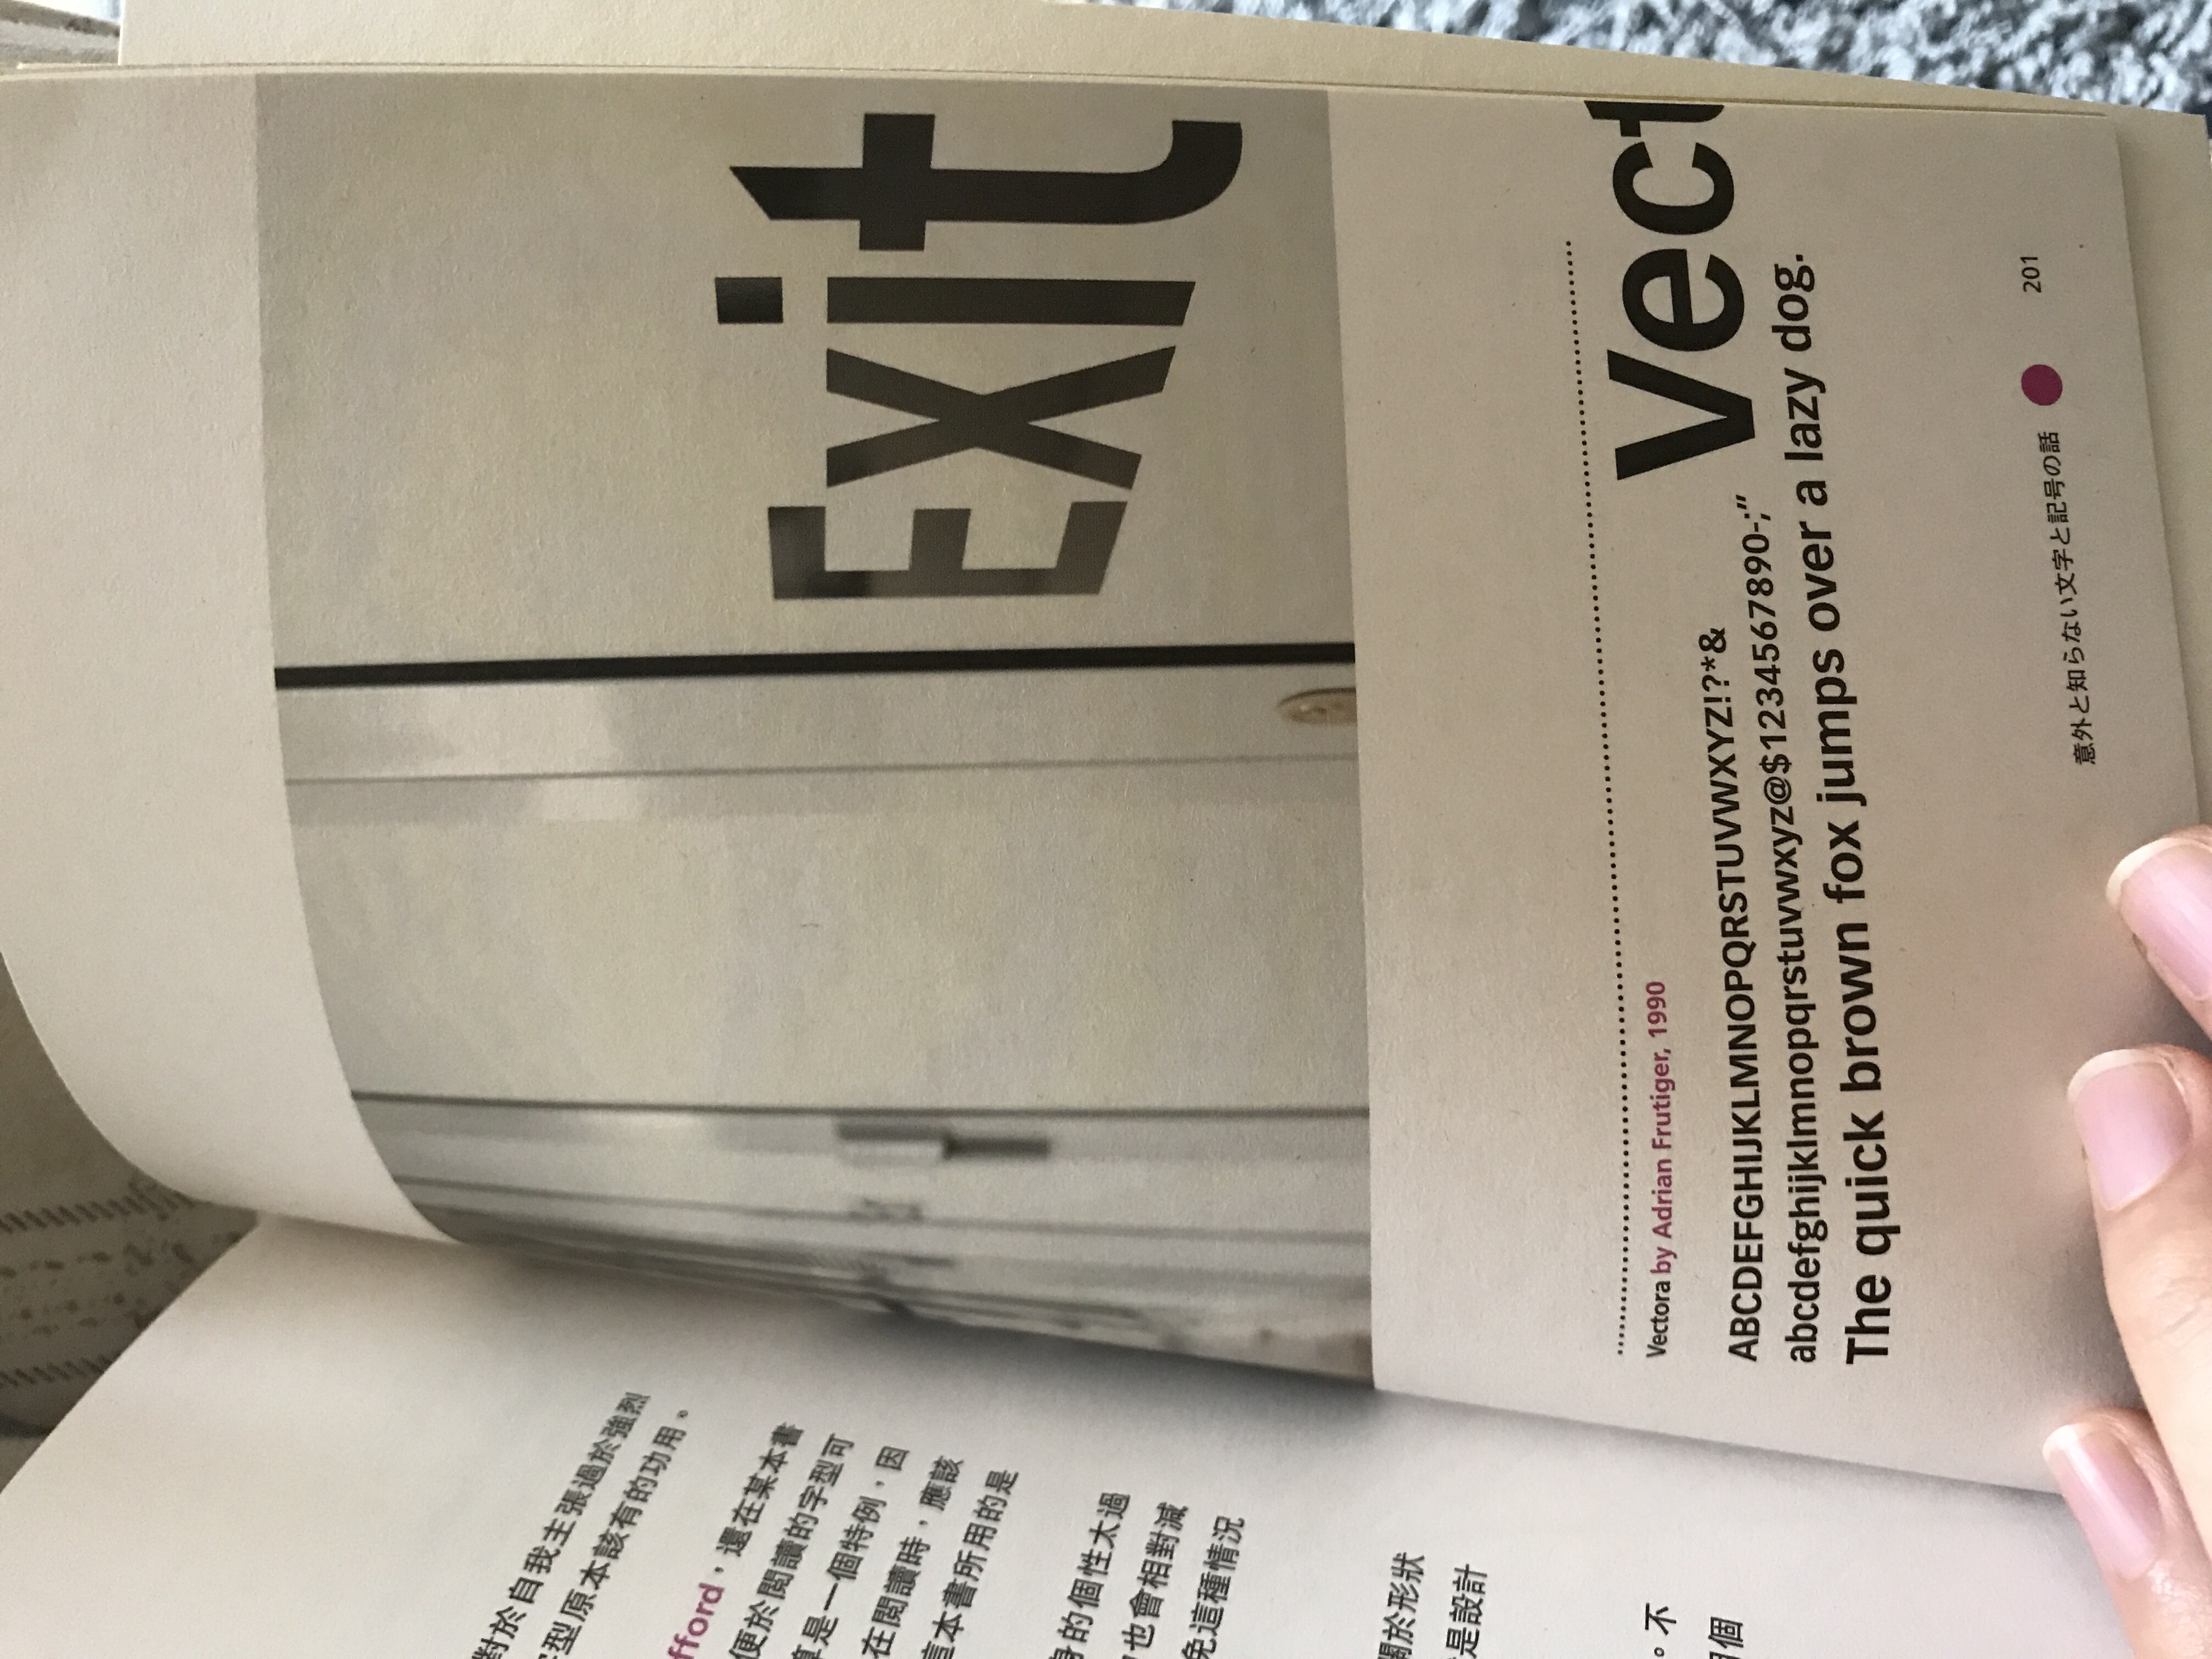 對於自我主張過於強烈
型原本該有的功用。
fford，還在某本書
便於閱讀的字型可
算是一個特例，因
在閱讀時，應該
這本書所用的是
身的個性太過
也會相對減
免這種情況
關於形狀
是設計
。不
個
Exit
Vectora by Adrian Frutiger, 1990
Vect
ABCDEFGHIJKLMNOPQRSTUVWXYZ!?*&
abcdefghijklmnopqrstuvwxyz@$1234567890-;”
The quick brown fox jumps over a lazy dog.
意外と知らない文字と記号の話
201